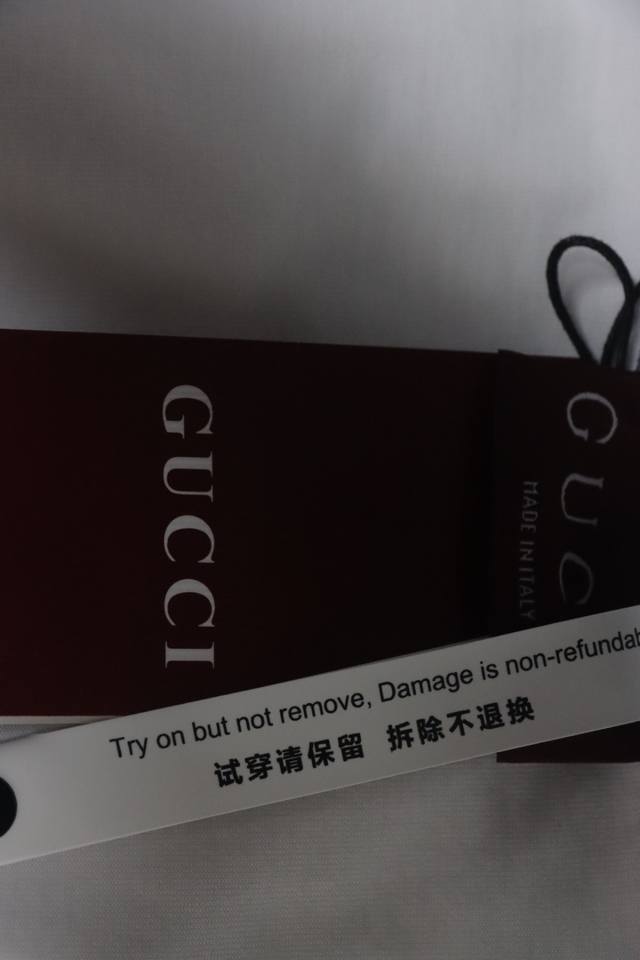 GUCCI
GUC
MADE IN ITALY
Try on but not remove, Damage is non-refundab
试穿请保留 拆除不退换